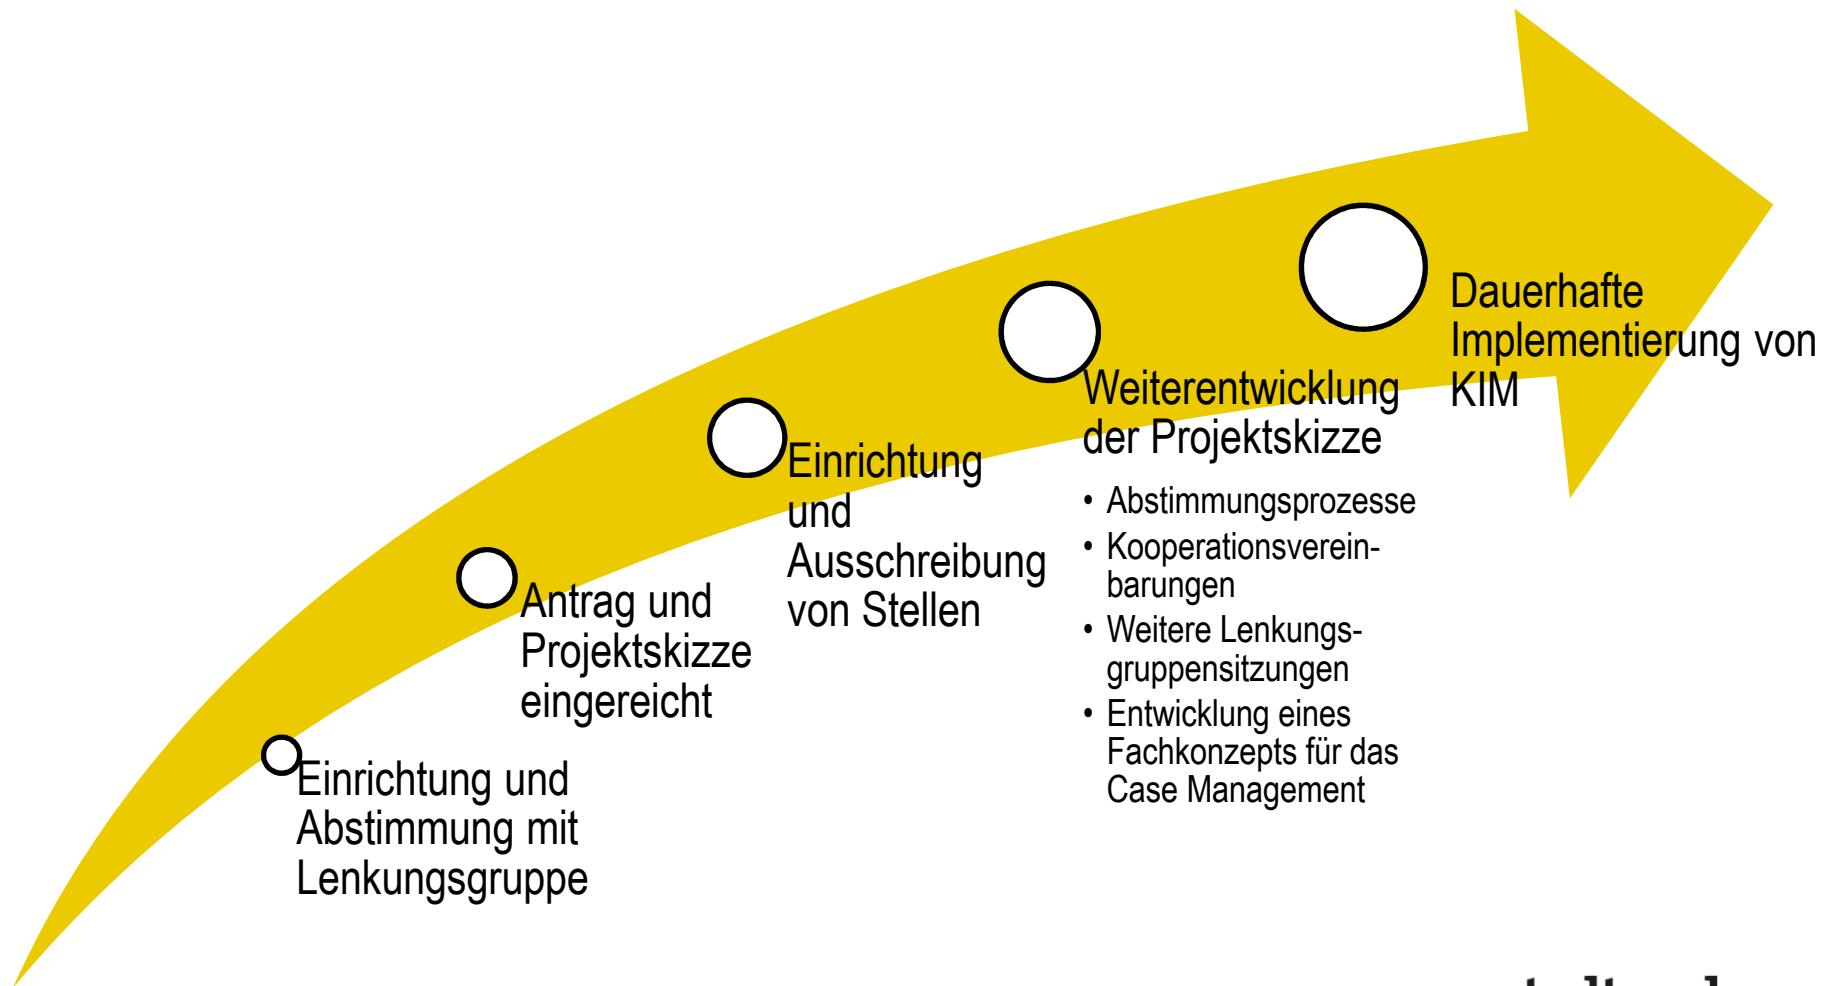 Einrichtung und
Abstimmung mit
Lenkungsgruppe
Antrag und
Projektskizze
eingereicht
Einrichtung
und
Ausschreibung
von Stellen
Weiterentwicklung
der Projektskizze
• Abstimmungsprozesse
• Kooperationsverein-
barungen
• Weitere Lenkungs-
gruppensitzungen
• Entwicklung eines
Fachkonzepts für das
Case Management
Dauerhafte
Implementierung von
KIM